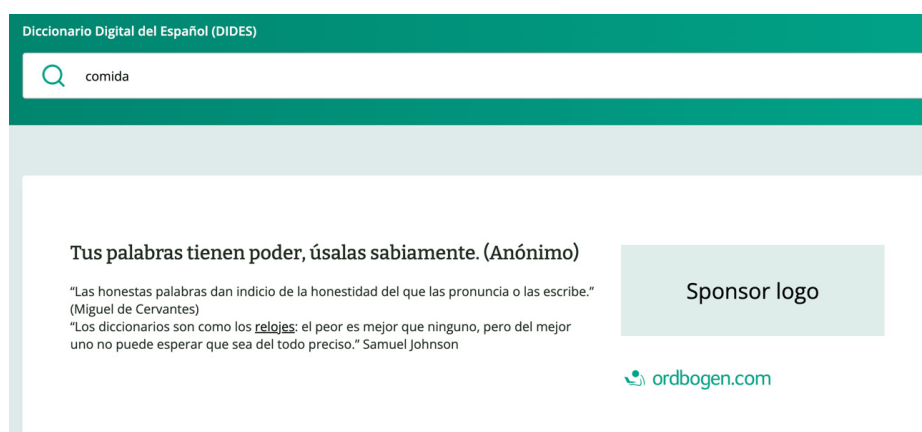 Diccionario Digital del Español (DIDES)
comida
Tus palabras tienen poder, úsalas sabiamente. (Anónimo)
“Las honestas palabras dan indicio de la honestidad del que las pronuncia o las escribe.”
(Miguel de Cervantes)
“Los diccionarios son como los relojes: el peor es mejor que ninguno, pero del mejor
uno no puede esperar que sea del todo preciso.” Samuel Johnson
Sponsor logo
ordbogen.com